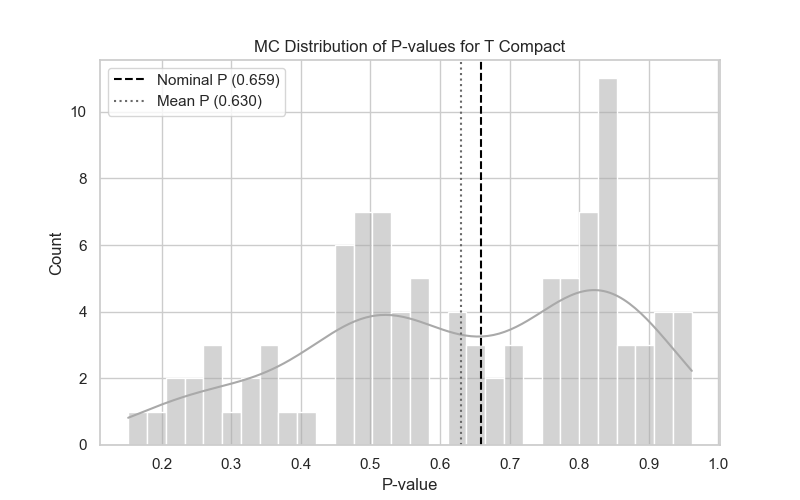 MC Distribution of P-values for T Compact
Nominal P (0.659)
Mean P (0.630)
Count
10
8
6
4
2
0
0.2 0.3 0.4 0.5 0.6 0.7 0.8 0.9 1.0
P-value